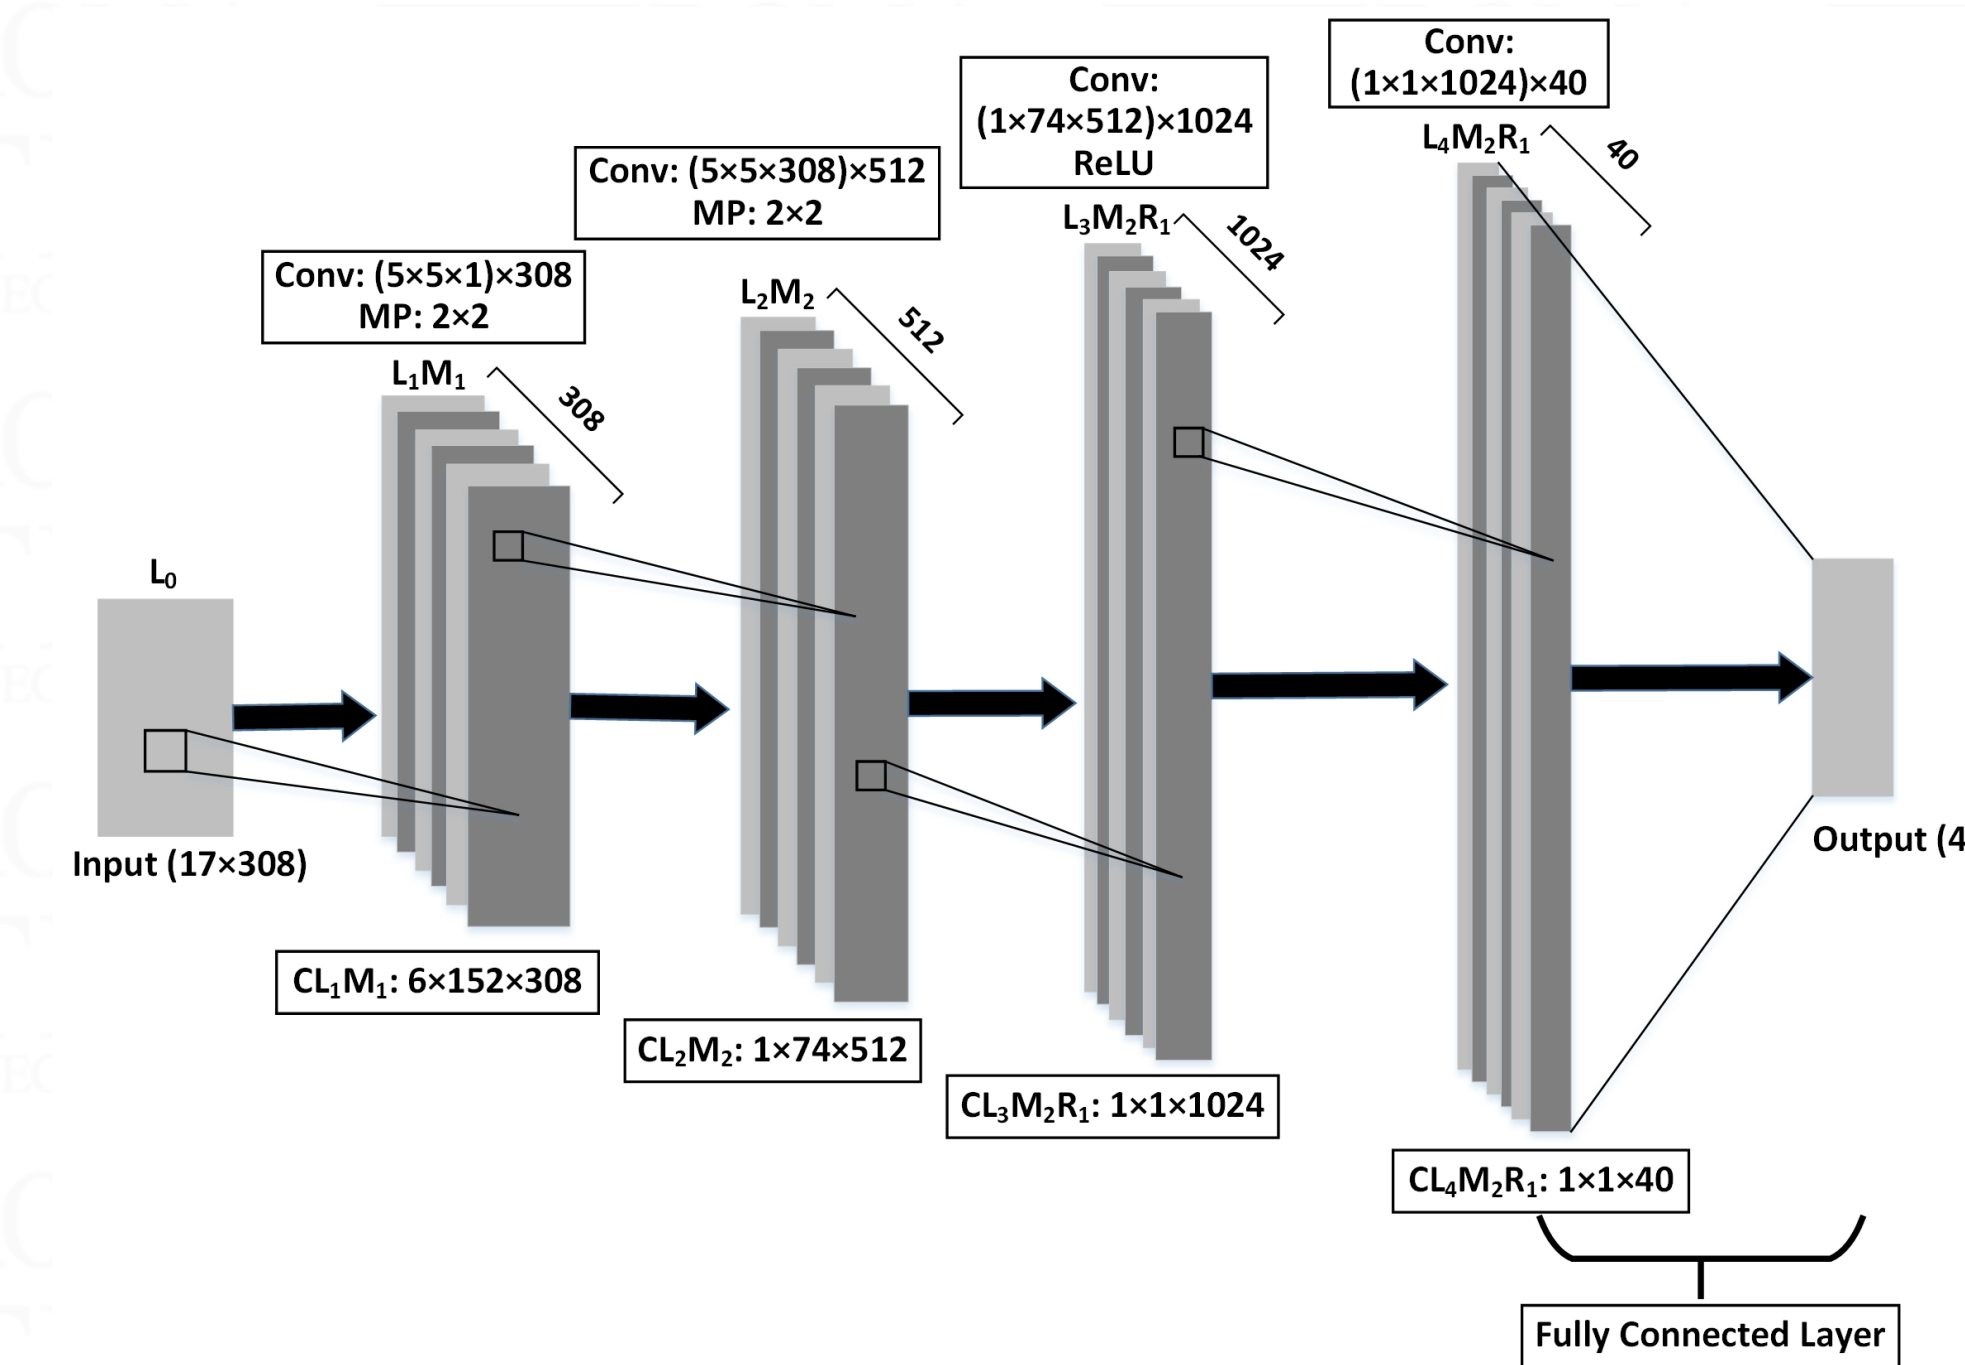 Conv:
(1×1×1024)×40
Conv:
(1×74×512)×1024
ReLU
L₄M₂R₁
40
Conv: (5×5×308)×512
MP: 2×2
L₃M₂R₁
1024
Conv: (5×5×1)×308
MP: 2×2
L₂M₂
512
L₁M₁
308
L₀
Input (17×308)
Output (4
CL₁M₁: 6×152×308
CL₂M₂: 1×74×512
CL₃M₂R₁: 1×1×1024
CL₄M₂R₁: 1×1×40
Fully Connected Layer